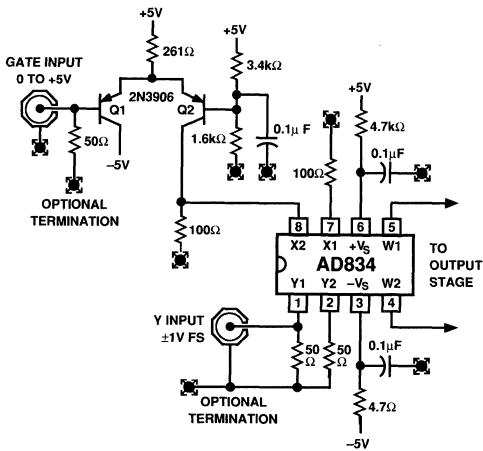 +5V
+5V
GATE INPUT
0 TO +5V
261Ω
3.4kΩ
2N3906
Q1
Q2
+5V
4.7kΩ
50Ω
–5V
1.6kΩ
0.1μF
0.1μF
OPTIONAL
TERMINATION
100Ω
100Ω
8
7
6
5
X2
X1
+VS
W1
AD834
TO
OUTPUT
STAGE
Y1
Y2
–VS
W2
1
2
3
4
Y INPUT
±1V FS
50
Ω
50
Ω
0.1μF
OPTIONAL
TERMINATION
4.7Ω
–5V